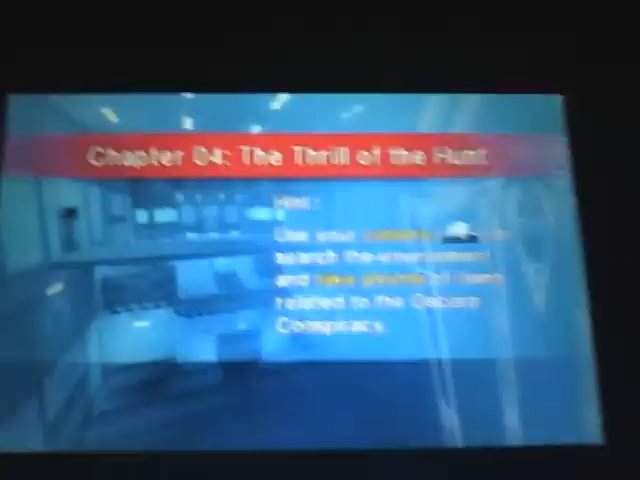 Chapter 04: The Thrill of the Hunt
Hint:
Use your camera
search the environment
and take photos of items
related to the Oscorp
Conspiracy.